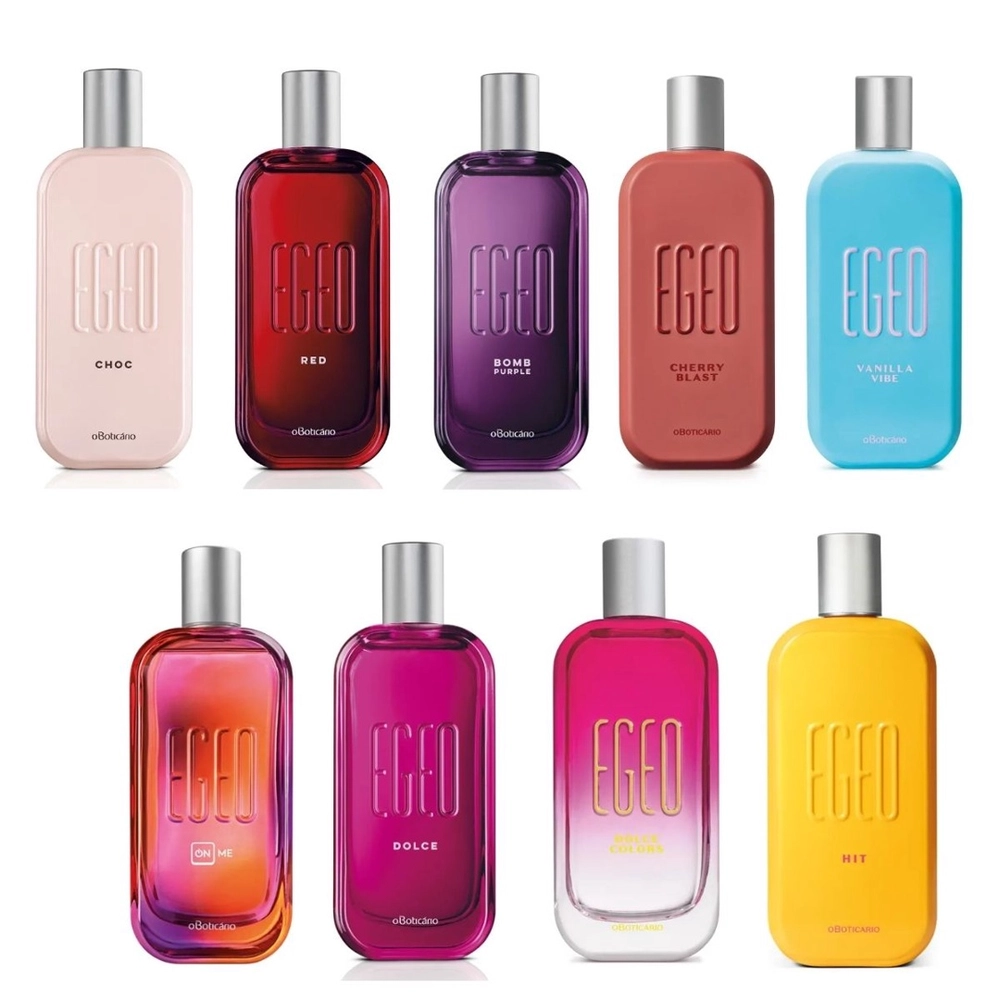 EGEO
CHOC
oBoticário
EGEO
RED
oBoticário
EGEO
BOMB
PURPLE
oBoticário
EGEO
CHERRY
BLAST
oBOTICÁRIO
EGEO
VANILLA
VIBE
oBoticário
EGEO
ON ME
oBoticário
EGEO
DOLCE
oBoticário
EGEO
DOLCE
COLORS
oBOTICÁRIO
EGEO
HIT
oBOTICÁRIO